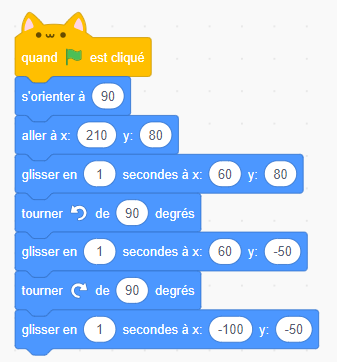 quand est cliqué
s'orienter à 90
aller à x: 210 y: 80
glisser en 1 secondes à x: 60 y: 80
tourner de 90 degrés
glisser en 1 secondes à x: 60 y: -50
tourner de 90 degrés
glisser en 1 secondes à x: -100 y: -50